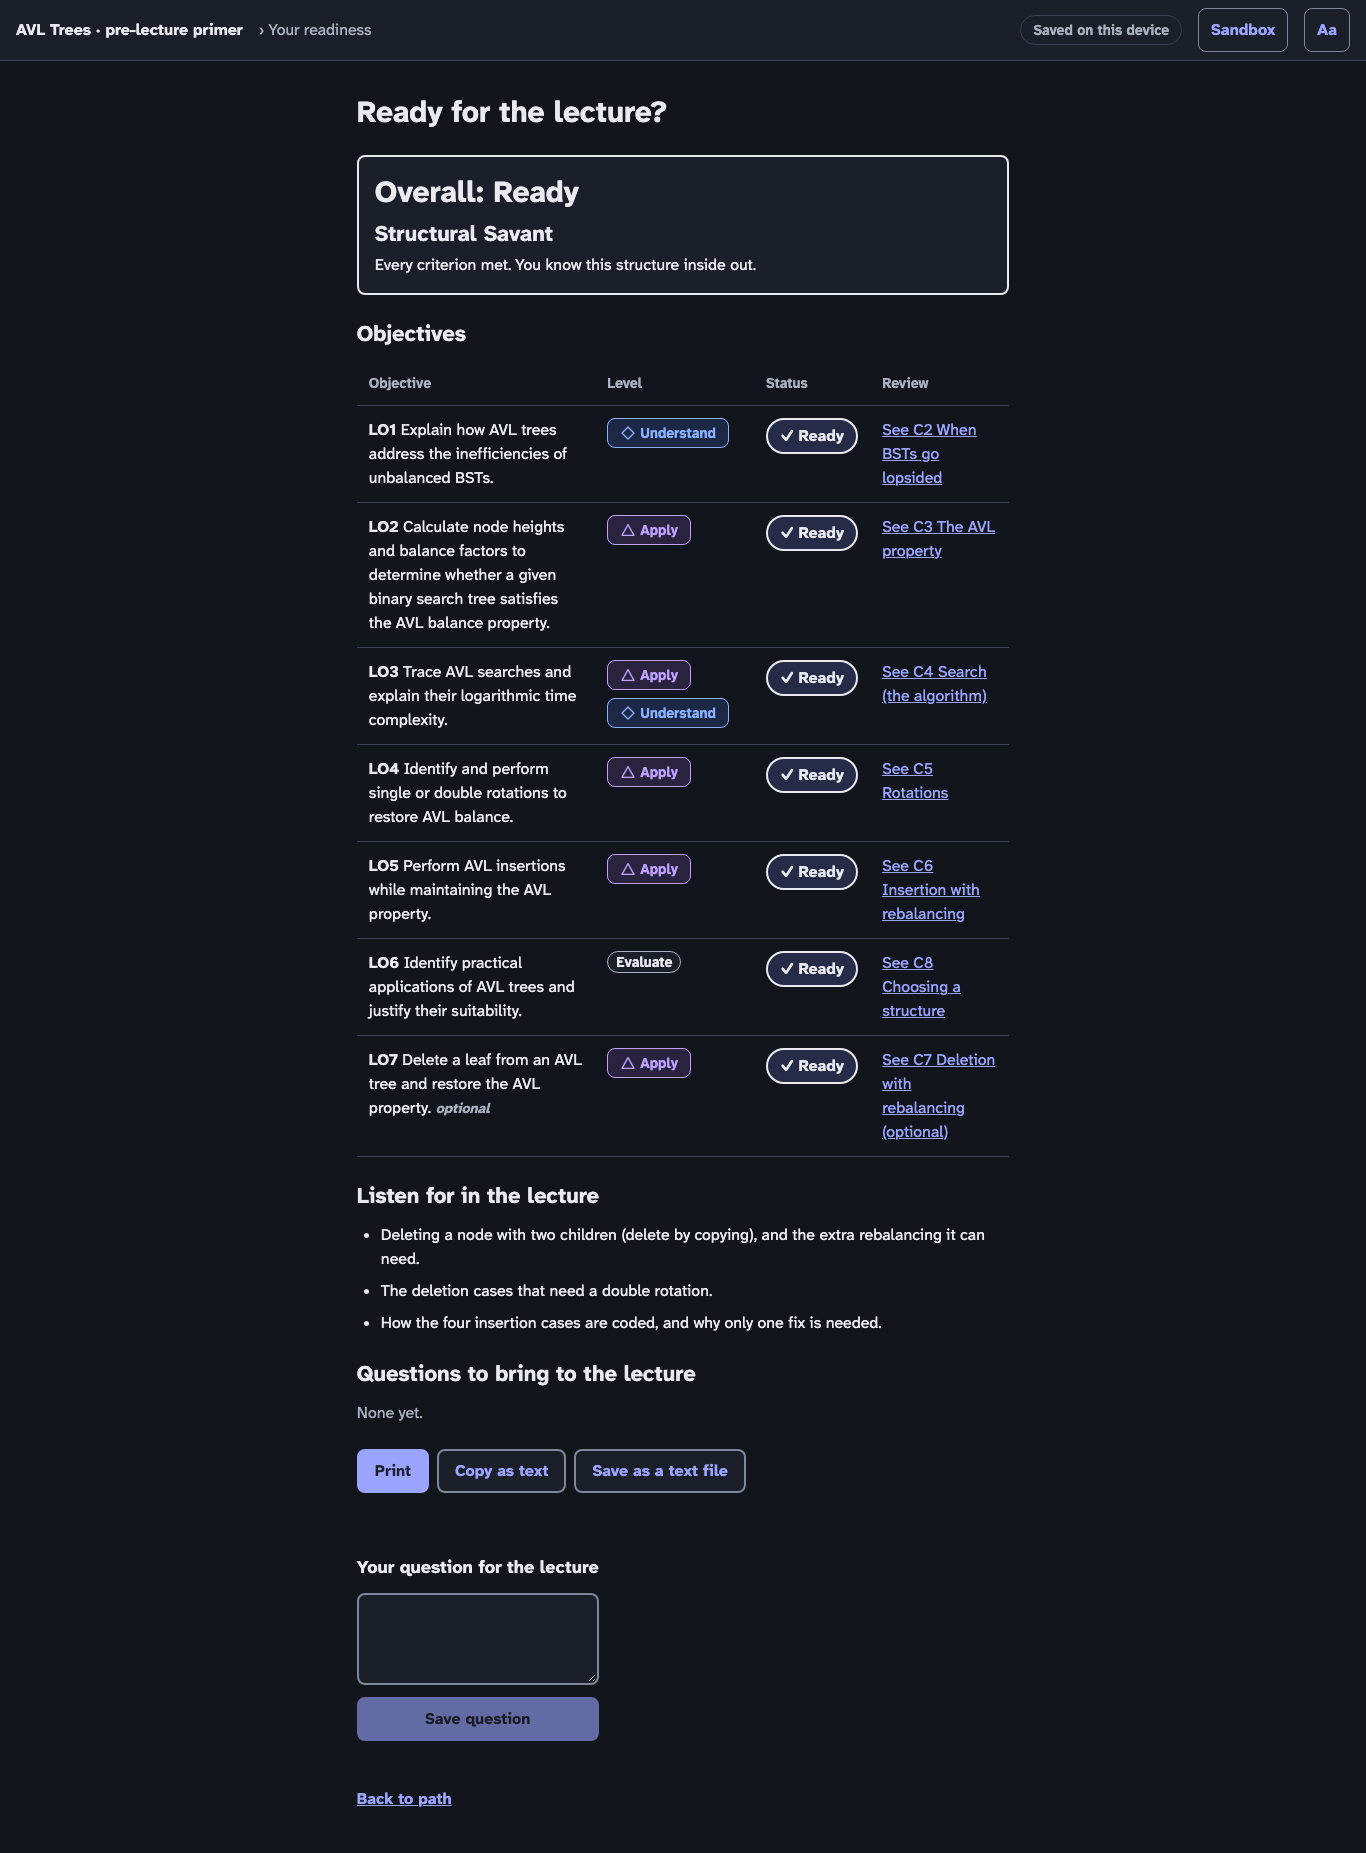 AVL Trees · pre-lecture primer › Your readiness
Saved on this device
Sandbox
Aa
Ready for the lecture?
Overall: Ready
Structural Savant
Every criterion met. You know this structure inside out.
Objectives
Objective Level Status Review
LO1 Explain how AVL trees
address the inefficiencies of
unbalanced BSTs.
◇ Understand
✓ Ready
See C2 When
BSTs go
lopsided
LO2 Calculate node heights
and balance factors to
determine whether a given
binary search tree satisfies
the AVL balance property.
△ Apply
✓ Ready
See C3 The AVL
property
LO3 Trace AVL searches and
explain their logarithmic time
complexity.
△ Apply
◇ Understand
✓ Ready
See C4 Search
(the algorithm)
LO4 Identify and perform
single or double rotations to
restore AVL balance.
△ Apply
✓ Ready
See C5
Rotations
LO5 Perform AVL insertions
while maintaining the AVL
property.
△ Apply
✓ Ready
See C6
Insertion with
rebalancing
LO6 Identify practical
applications of AVL trees and
justify their suitability.
Evaluate
✓ Ready
See C8
Choosing a
structure
LO7 Delete a leaf from an AVL
tree and restore the AVL
property. optional
△ Apply
✓ Ready
See C7 Deletion
with
rebalancing
(optional)
Listen for in the lecture
• Deleting a node with two children (delete by copying), and the extra rebalancing it can
need.
• The deletion cases that need a double rotation.
• How the four insertion cases are coded, and why only one fix is needed.
Questions to bring to the lecture
None yet.
Print
Copy as text
Save as a text file
Your question for the lecture
Save question
Back to path